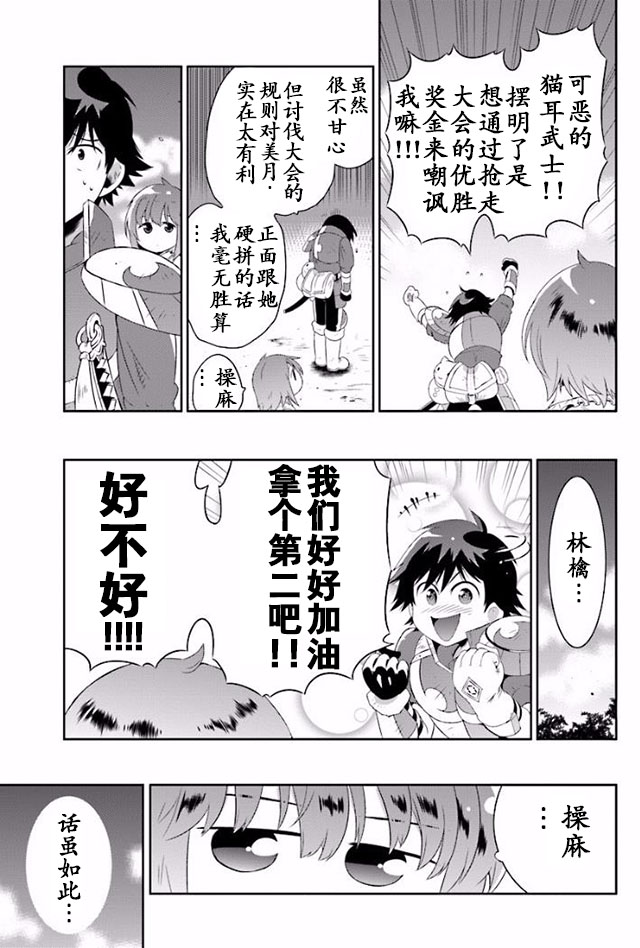 可恶的
猫耳武士!!
摆明了是
想通过抢走
大会的优胜
奖金来嘲讽
我嘛!!!
虽然
很不甘心
但讨伐大会的
规则对美月·
实在太有利
正面跟她
硬拼的话
我毫无胜算
…
操麻
…
林檎…
我们好好加油
拿个第二吧!!
好不好!!!!
操麻
…
话虽如此…